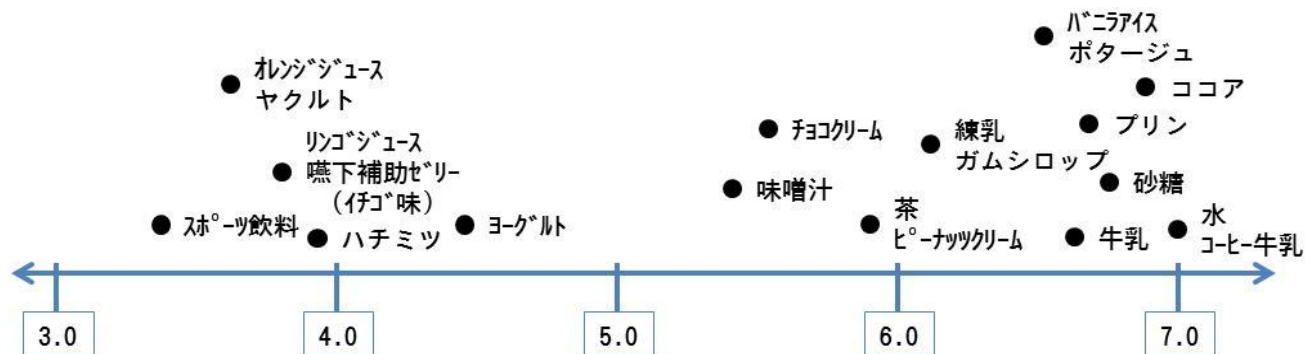 ﾊﾞﾆﾗｱｲｽ
ポタージュ
ｵﾚﾝｼﾞｼﾞｭｰｽ
ヤクルト
ココア
ﾘﾝｺﾞｼﾞｭｰｽ
嚥下補助ｾﾞﾘｰ
(ｲﾁｺﾞ味)
ﾁｮｺｸﾘｰﾑ
練乳
ガムシロップ
プリン
味噌汁
砂糖
ｽﾎﾟｰﾂ飲料
ハチミツ
ﾖｰｸﾞﾙﾄ
茶
ﾋﾟｰﾅｯﾂｸﾘｰﾑ
牛乳
水
ｺｰﾋｰ牛乳
3.0
4.0
5.0
6.0
7.0